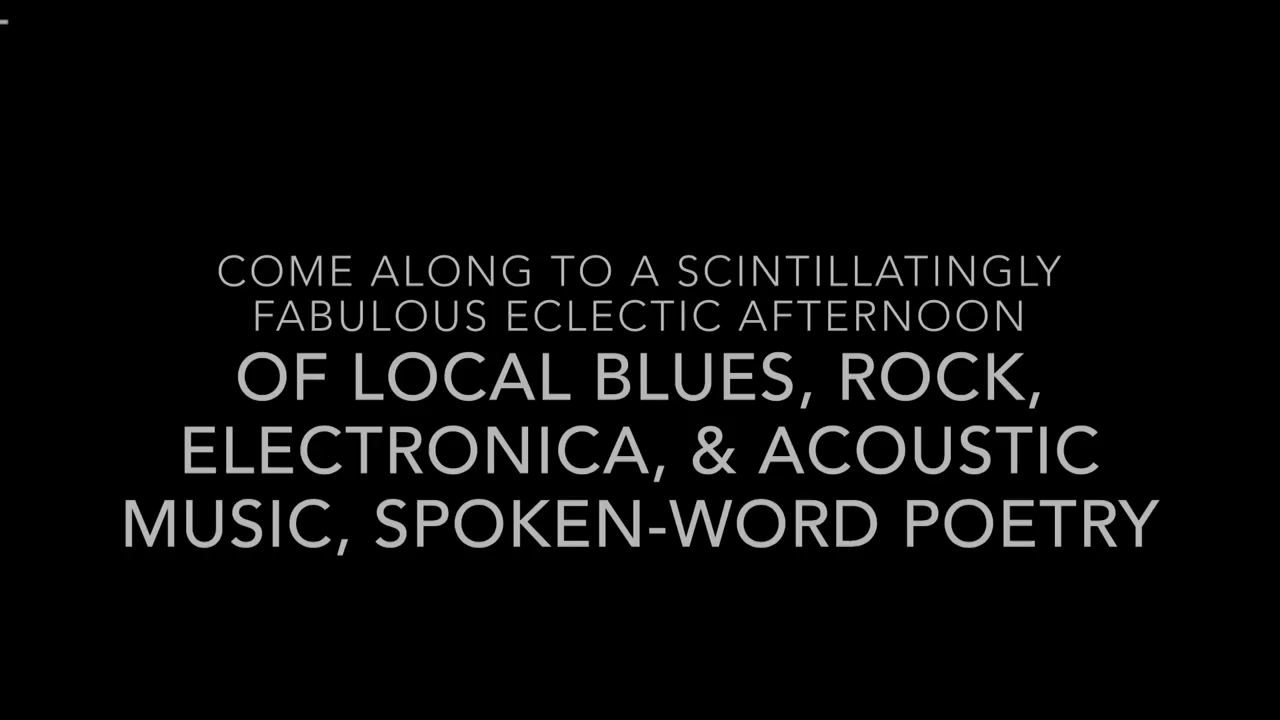 COME ALONG TO A SCINTILLATINGLY
FABULOUS ECLECTIC AFTERNOON
OF LOCAL BLUES, ROCK,
ELECTRONICA, & ACOUSTIC
MUSIC, SPOKEN-WORD POETRY